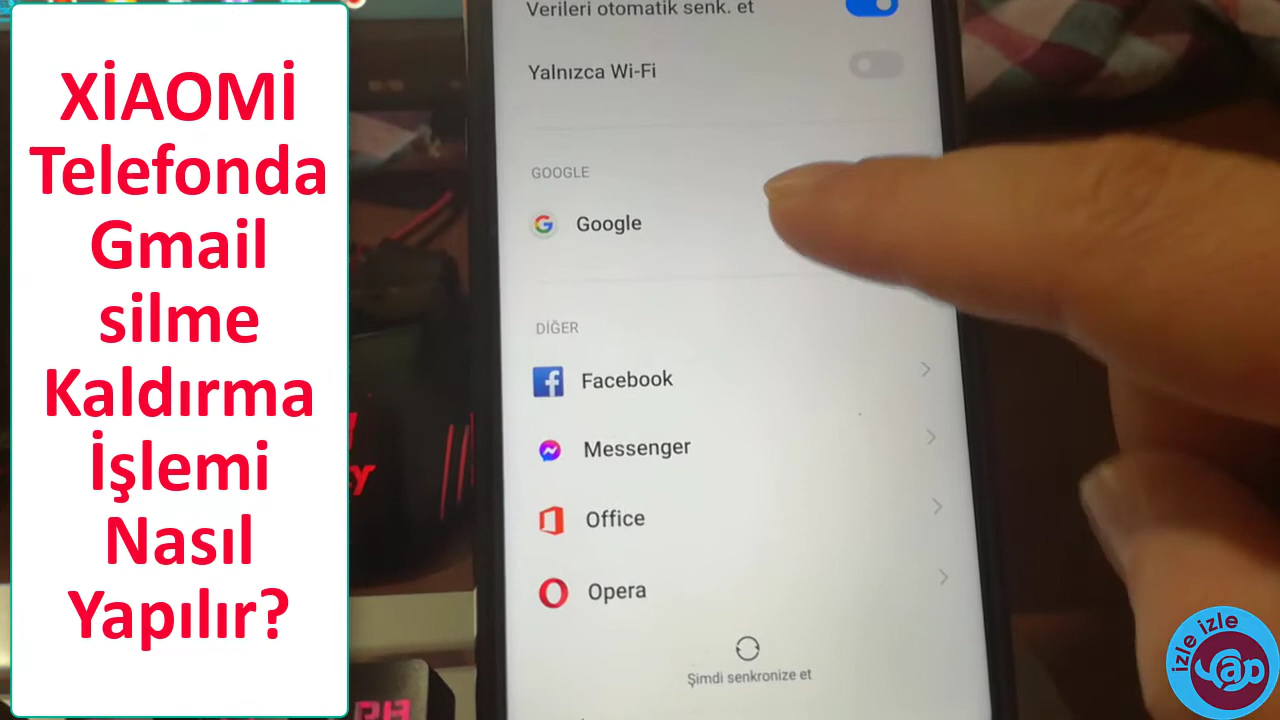 XİAOMİ
Telefonda
Gmail
silme
Kaldırma
İşlemi
Nasıl
Yapılır?
Verileri otomatik senk. et
Yalnızca Wi-Fi
GOOGLE
Google
DİĞER
Facebook
Messenger
Office
Opera
Şimdi senkronize et
izle izle
yap